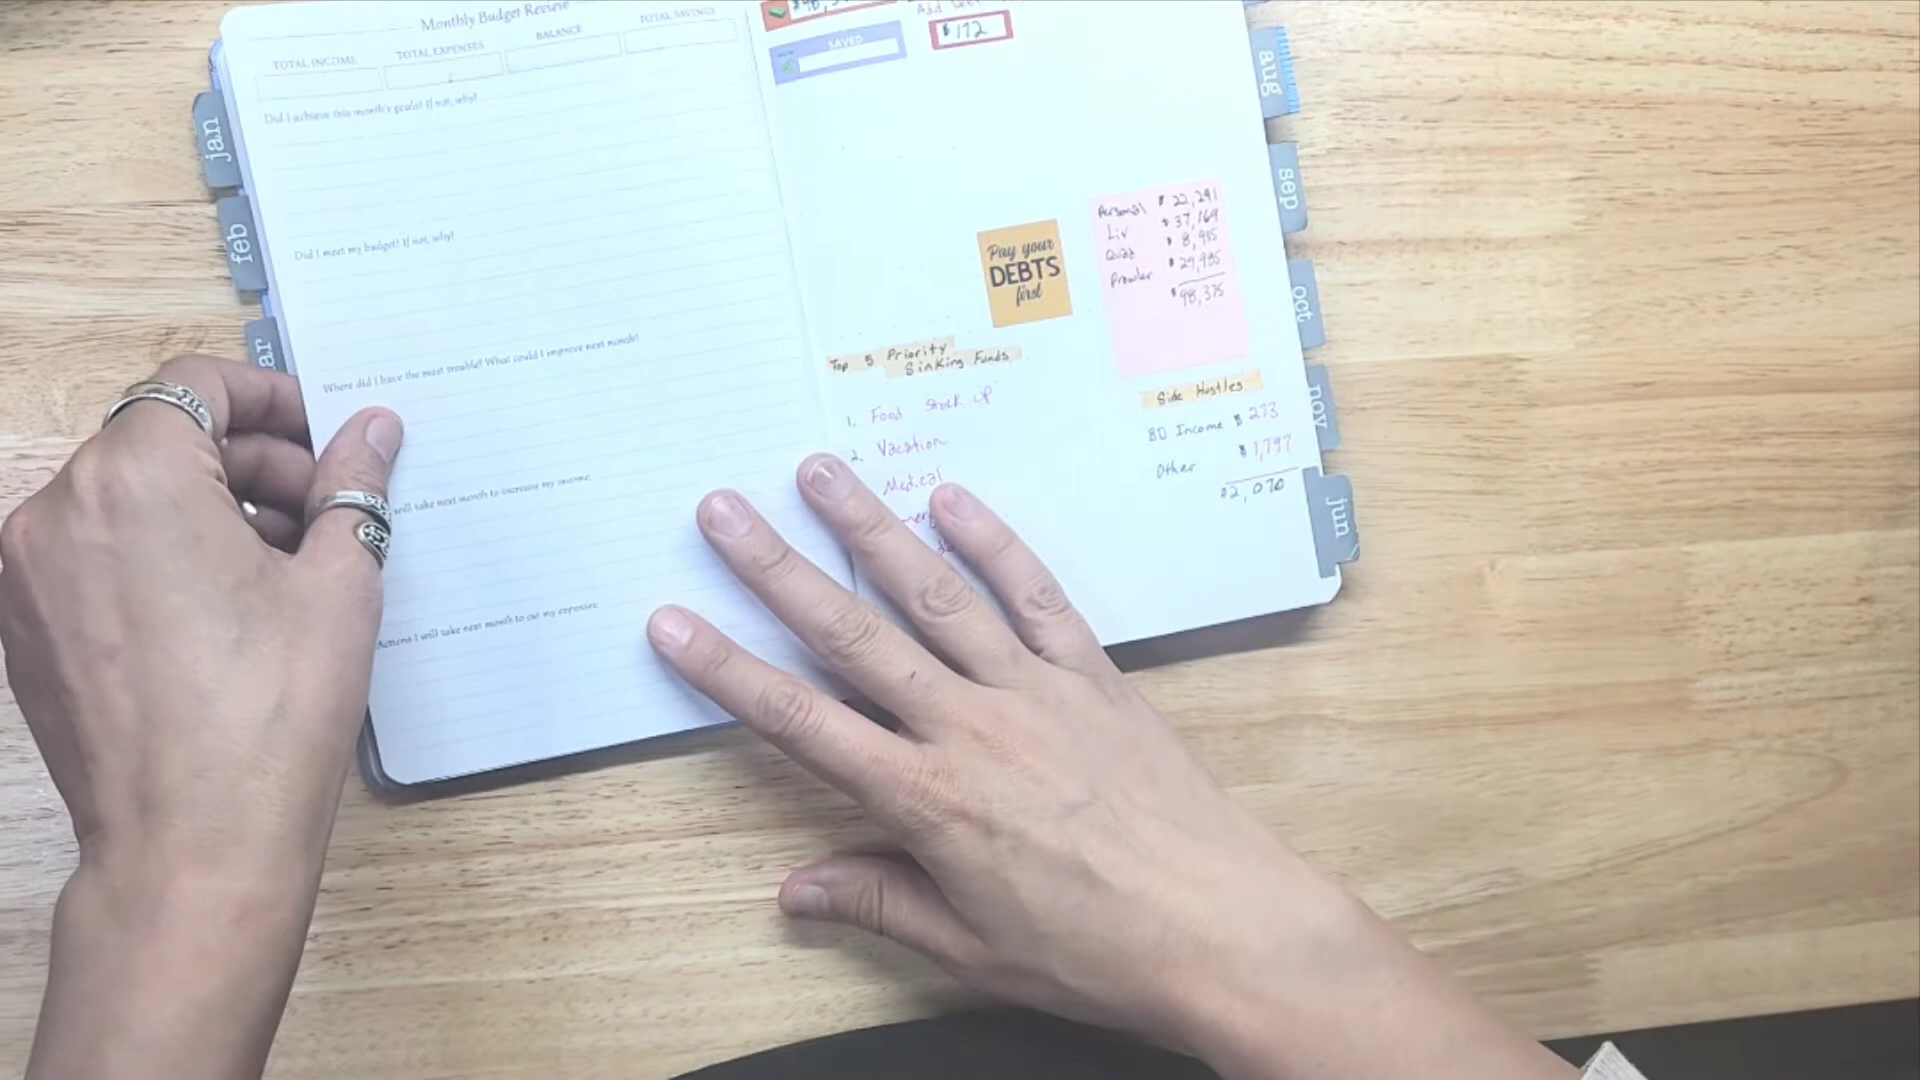 Monthly Budget Review
TOTAL INCOME
TOTAL EXPENSES
BALANCE
TOTAL SAVINGS
Did I achieve this month's goals? If not, why?
Did I meet my budget? If not, why?
Where did I have the most trouble? What could I improve next month?
will take next month to increase my income
Actions I will take next month to cut my expenses
jan
feb
ar
Add
$172
SAVED
Pay your
DEBTS
first
Personal $ 22,291
Liv $ 37,164
Quad $ 8,935
Prowler $ 29,985
$98,375
Top 5 Priority
Sinking Funds
1. Food Stock up
2. Vacation
Medical
Side Hustles
BD Income $ 273
Other $1,797
$2,070
aug
sep
oct
nov
jun